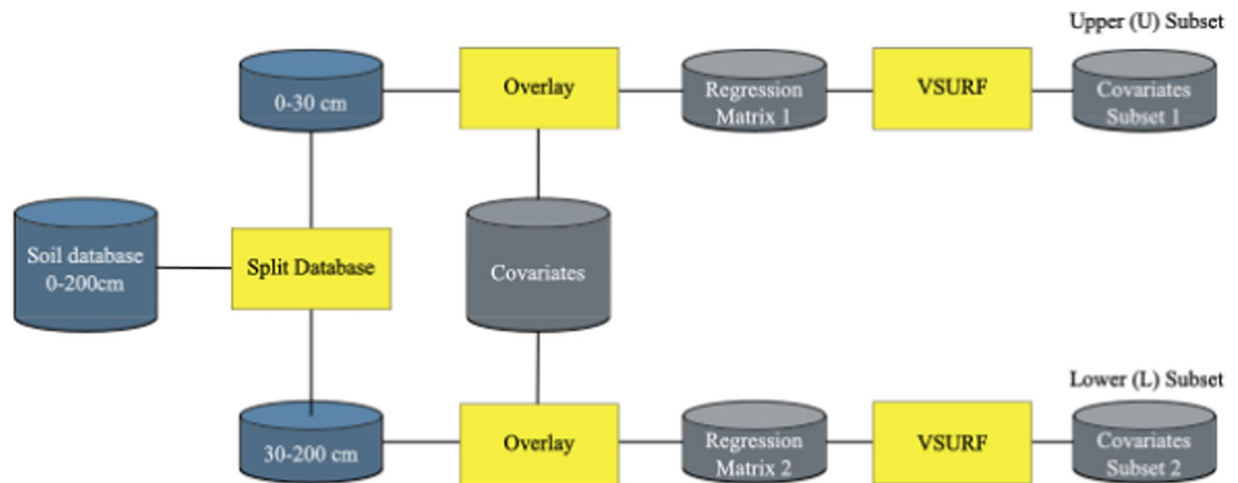 Upper (U) Subset
0-30 cm
Overlay
Regression
Matrix 1
VSURF
Covariates
Subset 1
Soil database
0-200cm
Split Database
Covariates
Lower (L) Subset
30-200 cm
Overlay
Regression
Matrix 2
VSURF
Covariates
Subset 2